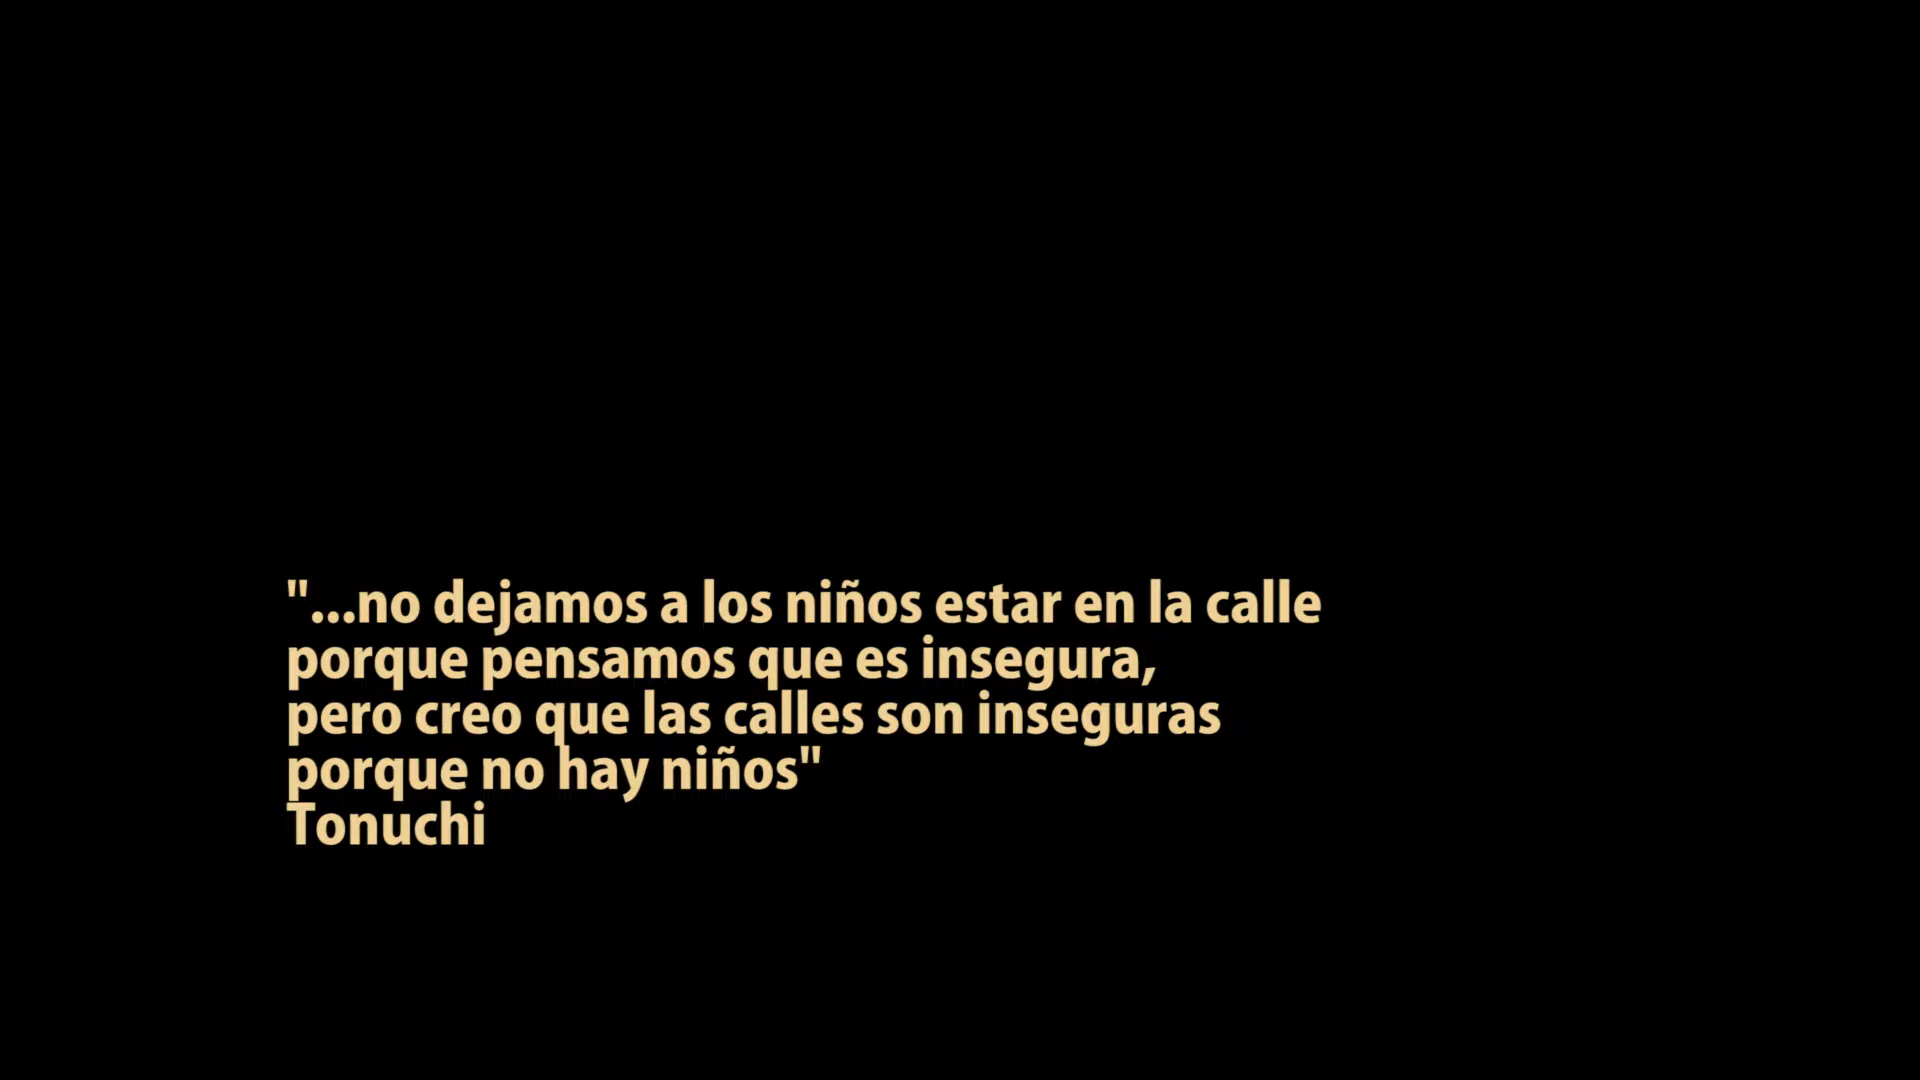 "...no dejamos a los niños estar en la calle
porque pensamos que es insegura,
pero creo que las calles son inseguras
porque no hay niños"
Tonuchi